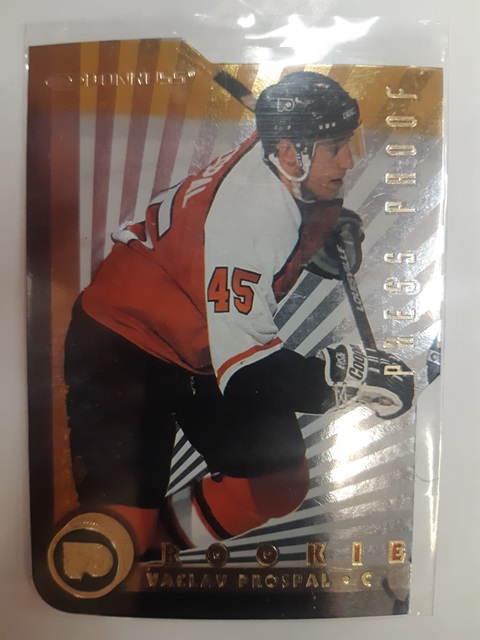 DONRUSS
PRESS PROOF
45
ROOKIE
VACLAV PROSPAL • C